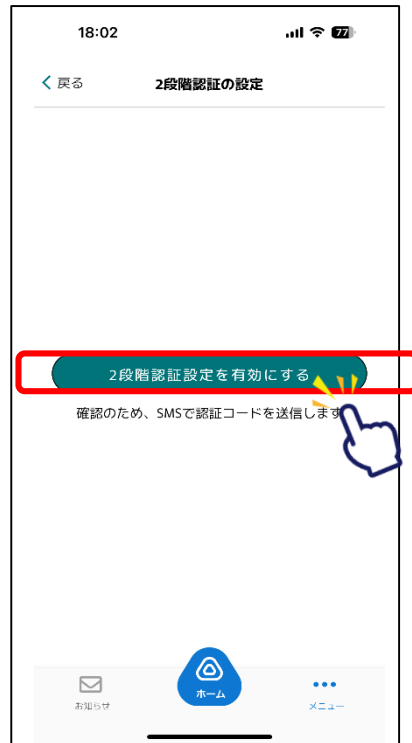 18:02
77
戻る
2段階認証の設定
2段階認証設定を有効にする
確認のため、SMSで認証コードを送信します
お知らせ
ホーム
メニュー